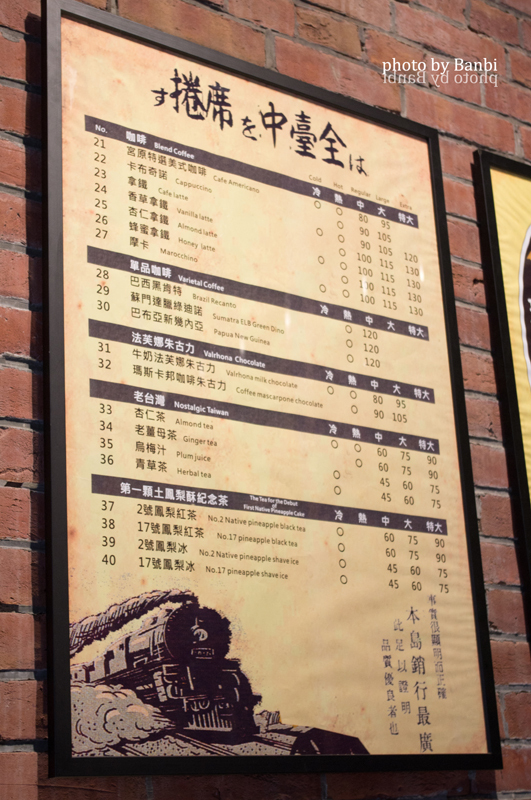 photo by Banbi
は全臺中を席捲す
No. 咖啡 Blend Coffee Cold 冷 Hot 熱 Regular 中 Large 大 Extra 特大
21 宮原特選美式咖啡 Cafe Americano 80 95
22 卡布奇諾 Cappuccino 90 105
23 拿鐵 Cafe latte 90 105 120
24 香草拿鐵 Vanilla latte 100 115 130
25 杏仁拿鐵 Almond latte 100 115 130
26 蜂蜜拿鐵 Honey latte 100 115 130
27 摩卡 Marocchino 100 115 130
單品咖啡 Varietal Coffee 冷 熱 中 大 特大
28 巴西黑肯特 Brazil Recanto 120
29 蘇門達臘綠迪諾 Sumatra ELB Green Dino 120
30 巴布亞新幾內亞 Papua New Guinea 120
法芙娜朱古力 Valrhona Chocolate 冷 熱 中 大 特大
31 牛奶法芙娜朱古力 Valrhona milk chocolate 80 95
32 瑪斯卡邦咖啡朱古力 Coffee mascarpone chocolate 90 105
老台灣 Nostalgic Taiwan 冷 熱 中 大 特大
33 杏仁茶 Almond tea 60 75 90
34 老薑母茶 Ginger tea 60 75 90
35 烏梅汁 Plum juice 45 60 75
36 青草茶 Herbal tea 45 60 75
第一顆土鳳梨酥紀念茶 The Tea for the Debut of First Native Pineapple Cake 冷 熱 中 大 特大
37 2號鳳梨紅茶 No.2 Native pineapple black tea 60 75 90
38 17號鳳梨紅茶 No.17 pineapple black tea 60 75 90
39 2號鳳梨冰 No.2 Native pineapple shave ice 45 60 75
40 17號鳳梨冰 No.17 pineapple shave ice 45 60 75
事實很顯明而正確
本島銷行最廣
此足以證明
品質優良者也